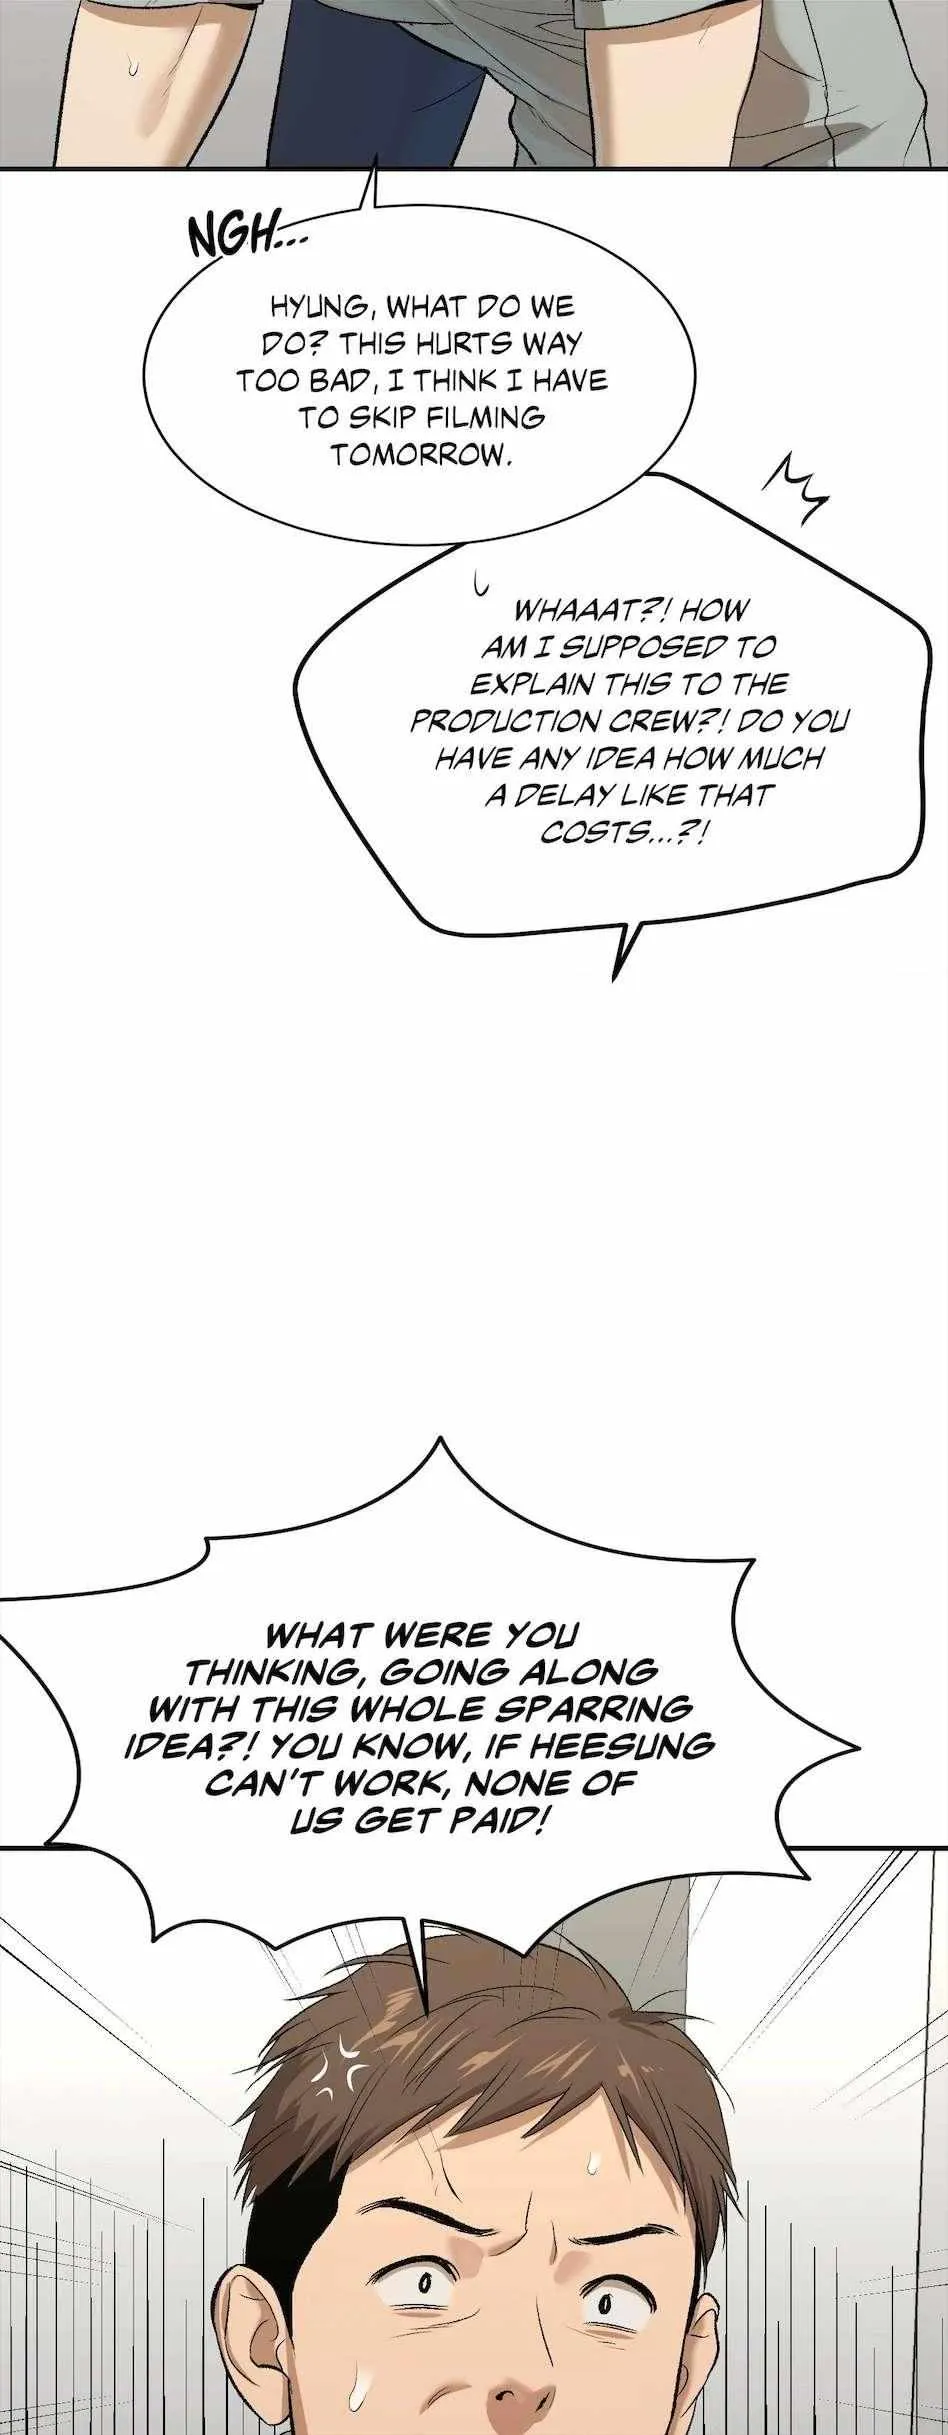 NGH...
HYUNG, WHAT DO WE
DO? THIS HURTS WAY
TOO BAD, I THINK I HAVE
TO SKIP FILMING
TOMORROW.
WHAAAT?! HOW
AM I SUPPOSED TO
EXPLAIN THIS TO THE
PRODUCTION CREW?! DO YOU
HAVE ANY IDEA HOW MUCH
A DELAY LIKE THAT
COSTS...?!
WHAT WERE YOU
THINKING, GOING ALONG
WITH THIS WHOLE SPARRING
IDEA?! YOU KNOW, IF HEESUNG
CAN'T WORK, NONE OF
US GET PAID!